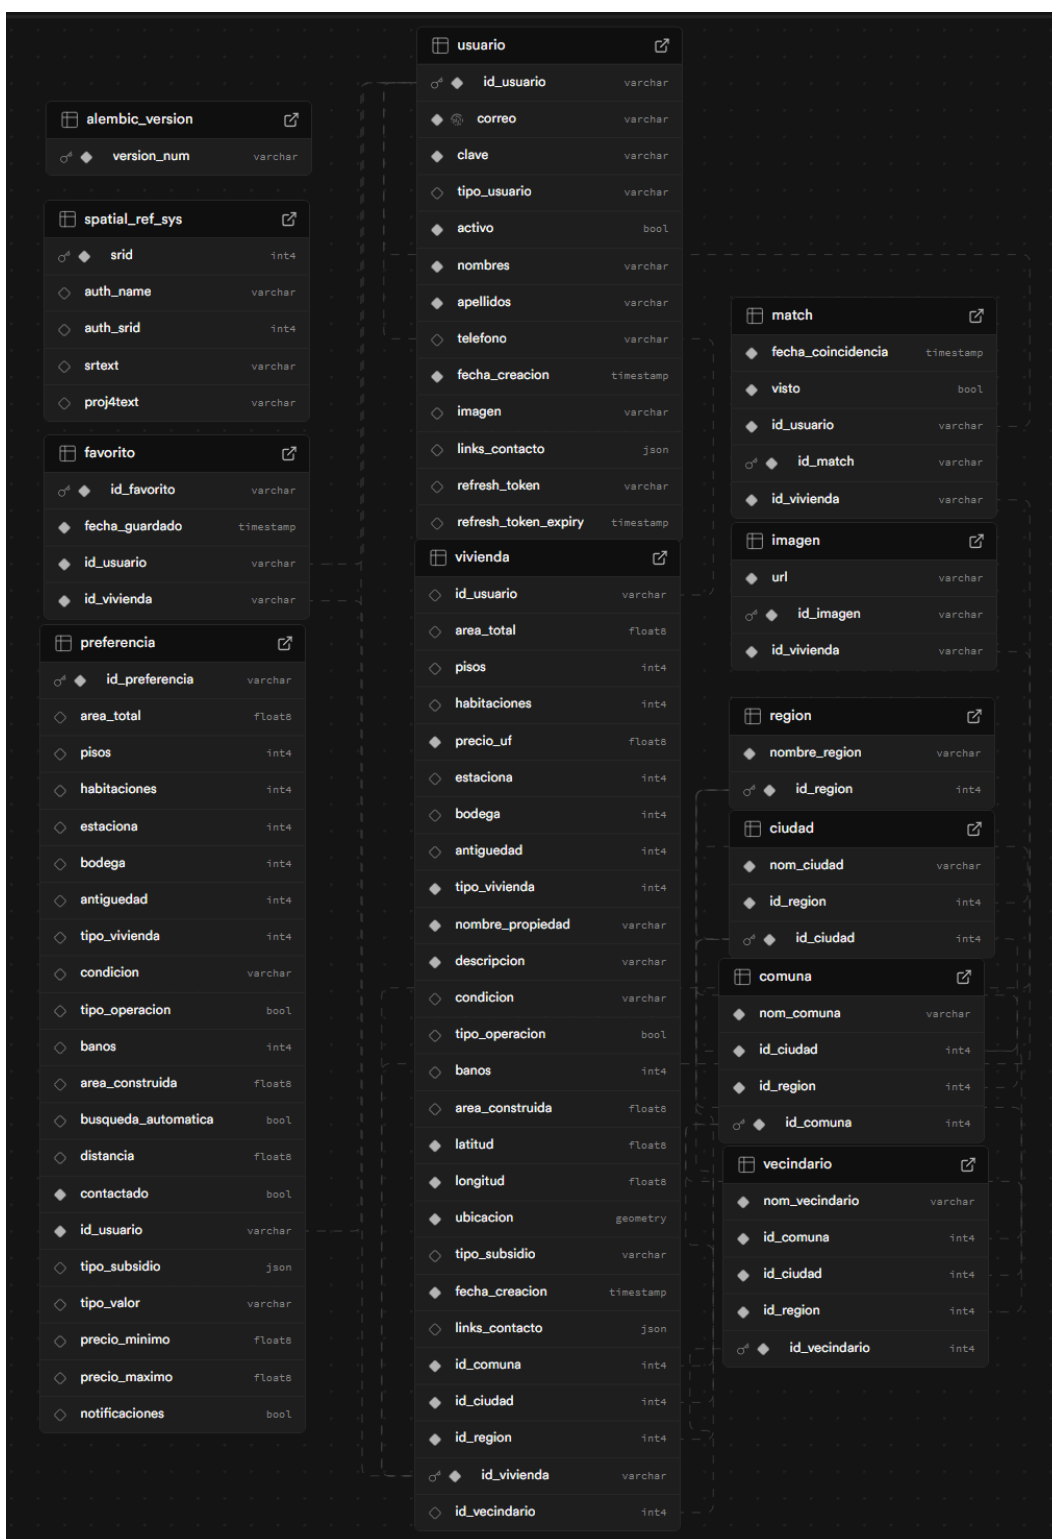 alembic_version
version_num varchar
spatial_ref_sys
srid int4
auth_name varchar
auth_srid int4
srtext varchar
proj4text varchar
favorito
id_favorito varchar
fecha_guardado timestamp
id_usuario varchar
id_vivienda varchar
preferencia
id_preferencia varchar
area_total float8
pisos int4
habitaciones int4
estaciona int4
bodega int4
antiguedad int4
tipo_vivienda int4
condicion varchar
tipo_operacion bool
banos int4
area_construida float8
busqueda_automatica bool
distancia float8
contactado bool
id_usuario varchar
tipo_subsidio json
tipo_valor varchar
precio_minimo float8
precio_maximo float8
notificaciones bool
usuario
id_usuario varchar
correo varchar
clave varchar
tipo_usuario varchar
activo bool
nombres varchar
apellidos varchar
telefono varchar
fecha_creacion timestamp
imagen varchar
links_contacto json
refresh_token varchar
refresh_token_expiry timestamp
vivienda
id_usuario varchar
area_total float8
pisos int4
habitaciones int4
precio_uf float8
estaciona int4
bodega int4
antiguedad int4
tipo_vivienda int4
nombre_propiedad varchar
descripcion varchar
condicion varchar
tipo_operacion bool
banos int4
area_construida float8
latitud float8
longitud float8
ubicacion geometry
tipo_subsidio varchar
fecha_creacion timestamp
links_contacto json
id_comuna int4
id_ciudad int4
id_region int4
id_vivienda varchar
id_vecindario int4
match
fecha_coincidencia timestamp
visto bool
id_usuario varchar
id_match varchar
id_vivienda varchar
imagen
url varchar
id_imagen varchar
id_vivienda varchar
region
nombre_region varchar
id_region int4
ciudad
nom_ciudad varchar
id_region int4
id_ciudad int4
comuna
nom_comuna varchar
id_ciudad int4
id_region int4
id_comuna int4
vecindario
nom_vecindario varchar
id_comuna int4
id_ciudad int4
id_region int4
id_vecindario int4